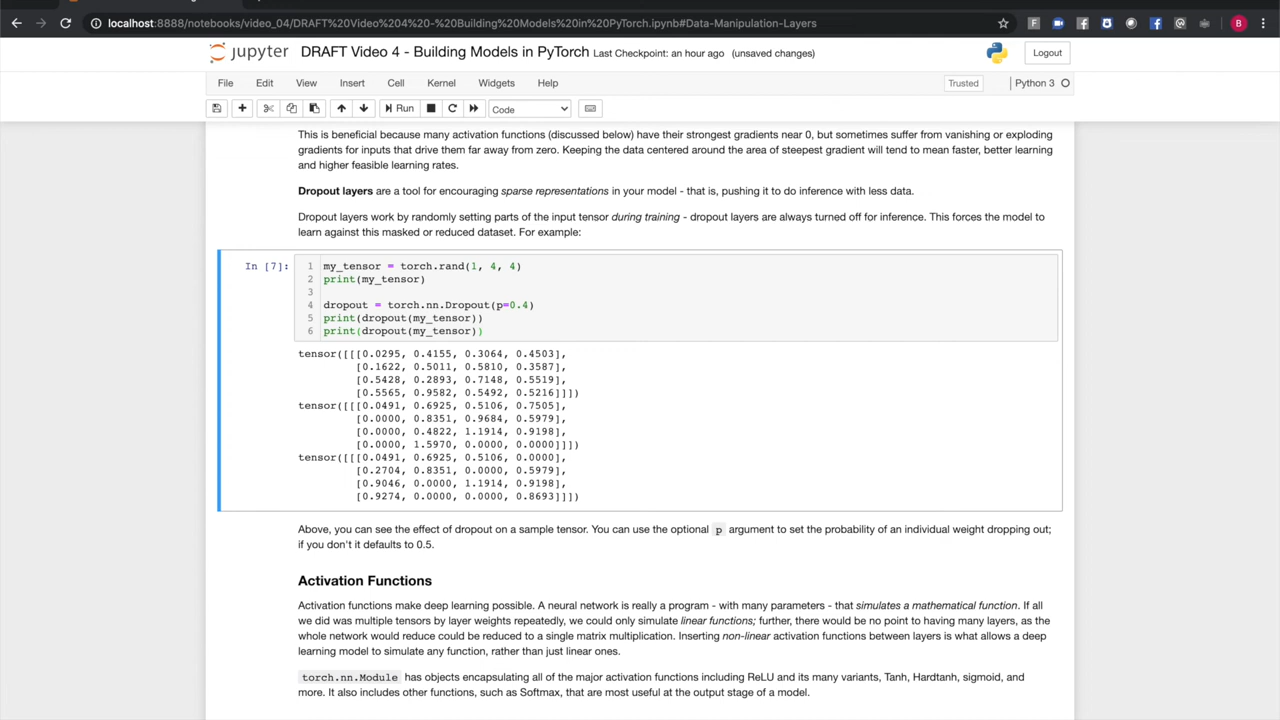 localhost:8888/notebooks/video_04/DRAFT%20Video%204%20-%20Building%20Models%20in%20PyTorch.ipynb#Data-Manipulation-Layers
B
jupyter DRAFT Video 4 - Building Models in PyTorch Last Checkpoint: an hour ago (unsaved changes)
Logout
File Edit View Insert Cell Kernel Widgets Help
Trusted
Python 3
Run
Code
This is beneficial because many activation functions (discussed below) have their strongest gradients near 0, but sometimes suffer from vanishing or exploding
gradients for inputs that drive them far away from zero. Keeping the data centered around the area of steepest gradient will tend to mean faster, better learning
and higher feasible learning rates.
Dropout layers are a tool for encouraging sparse representations in your model - that is, pushing it to do inference with less data.
Dropout layers work by randomly setting parts of the input tensor during training - dropout layers are always turned off for inference. This forces the model to
learn against this masked or reduced dataset. For example:
In [7]:
1 my_tensor = torch.rand(1, 4, 4)
2 print(my_tensor)
3
4 dropout = torch.nn.Dropout(p=0.4)
5 print(dropout(my_tensor))
6 print(dropout(my_tensor))
tensor([[[0.0295, 0.4155, 0.3064, 0.4503],
[0.1622, 0.5011, 0.5810, 0.3587],
[0.5428, 0.2893, 0.7148, 0.5519],
[0.5565, 0.9582, 0.5492, 0.5216]]])
tensor([[[0.0491, 0.6925, 0.5106, 0.7505],
[0.0000, 0.8351, 0.9684, 0.5979],
[0.0000, 0.4822, 1.1914, 0.9198],
[0.0000, 1.5970, 0.0000, 0.0000]]])
tensor([[[0.0491, 0.6925, 0.5106, 0.0000],
[0.2704, 0.8351, 0.0000, 0.5979],
[0.9046, 0.0000, 1.1914, 0.9198],
[0.9274, 0.0000, 0.0000, 0.8693]]])
Above, you can see the effect of dropout on a sample tensor. You can use the optional p argument to set the probability of an individual weight dropping out;
if you don't it defaults to 0.5.
Activation Functions
Activation functions make deep learning possible. A neural network is really a program - with many parameters - that simulates a mathematical function. If all
we did was multiple tensors by layer weights repeatedly, we could only simulate linear functions; further, there would be no point to having many layers, as the
whole network would reduce could be reduced to a single matrix multiplication. Inserting non-linear activation functions between layers is what allows a deep
learning model to simulate any function, rather than just linear ones.
torch.nn.Module has objects encapsulating all of the major activation functions including ReLU and its many variants, Tanh, Hardtanh, sigmoid, and
more. It also includes other functions, such as Softmax, that are most useful at the output stage of a model.